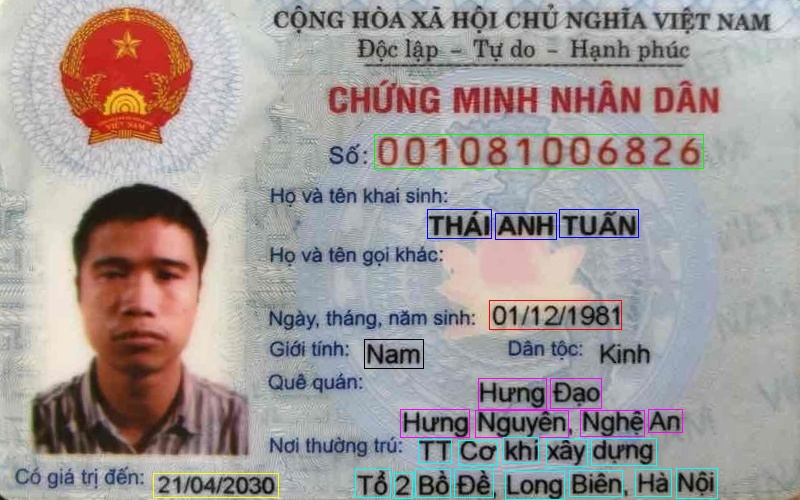 CỘNG HÒA XÃ HỘI CHỦ NGHĨA VIỆT NAM
Độc lập - Tự do - Hạnh phúc
VIỆT NAM
CHỨNG MINH NHÂN DÂN
Số: 001081006826
Họ và tên khai sinh:
THÁI ANH TUẤN
Họ và tên gọi khác:
Ngày, tháng, năm sinh: 01/12/1981
Giới tính: Nam Dân tộc: Kinh
Quê quán: Hưng Đạo
Hưng Nguyên, Nghệ An
Nơi thường trú: TT Cơ khí xây dựng
Có giá trị đến: 21/04/2030 Tổ 2 Bồ Đề, Long Biên, Hà Nội